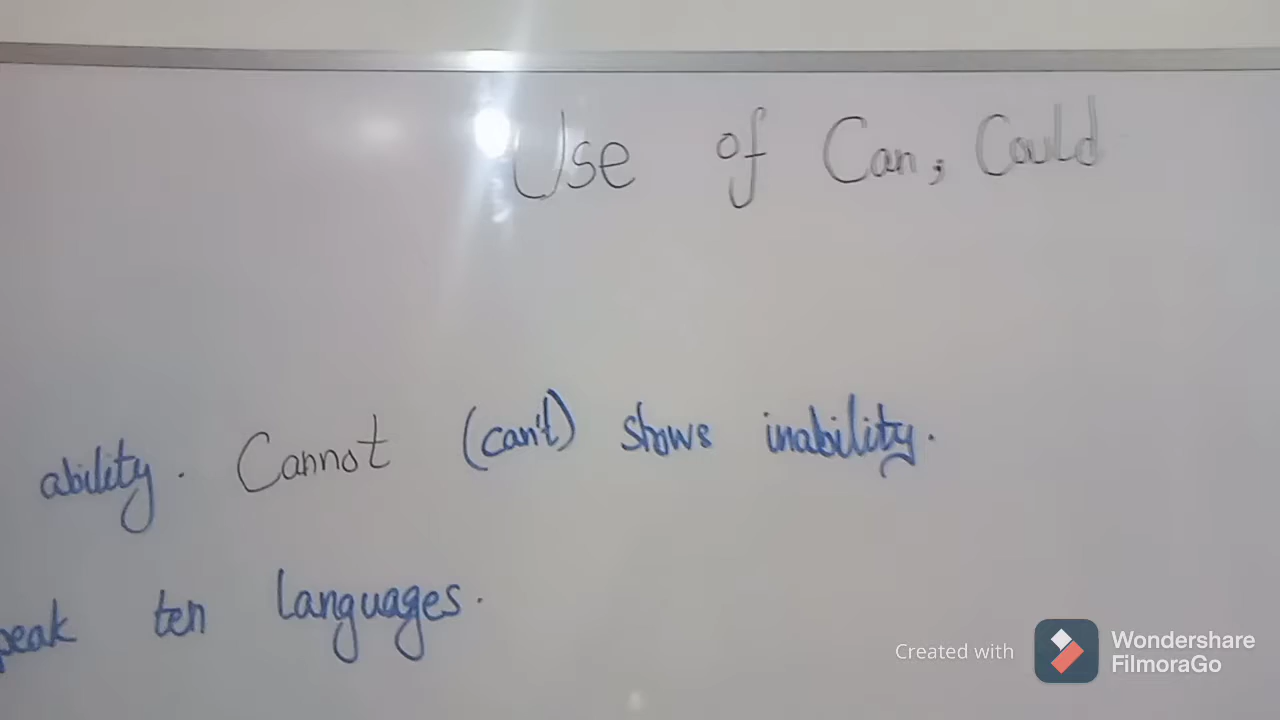 Use of Can, Could
ability. Cannot (can't) shows inability.
peak ten languages.
Created with
Wondershare
FilmoraGo